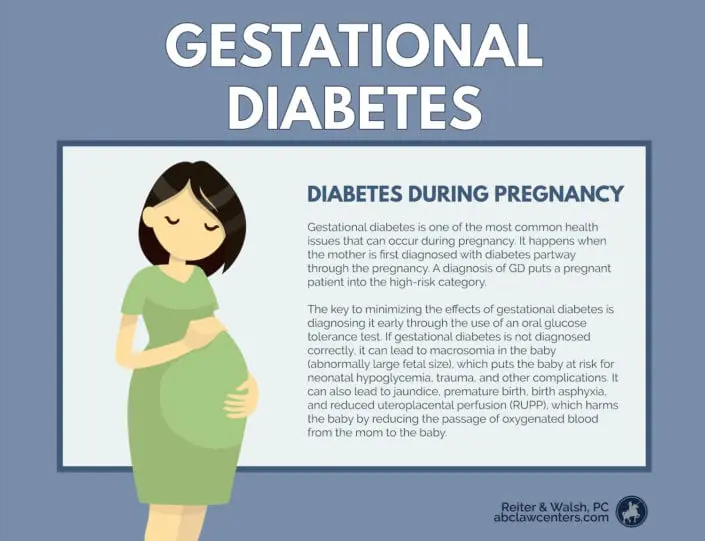 GESTATIONAL
DIABETES
DIABETES DURING PREGNANCY
Gestational diabetes is one of the most common health
issues that can occur during pregnancy. It happens when
the mother is first diagnosed with diabetes partway
through the pregnancy. A diagnosis of GD puts a pregnant
patient into the high-risk category.
The key to minimizing the effects of gestational diabetes is
diagnosing it early through the use of an oral glucose
tolerance test. If gestational diabetes is not diagnosed
correctly, it can lead to macrosomia in the baby
(abnormally large fetal size), which puts the baby at risk for
neonatal hypoglycemia, trauma, and other complications. It
can also lead to jaundice, premature birth, birth asphyxia,
and reduced uteroplacental perfusion (RUPP), which harms
the baby by reducing the passage of oxygenated blood
from the mom to the baby.
Reiter & Walsh, PC
abclawcenters.com